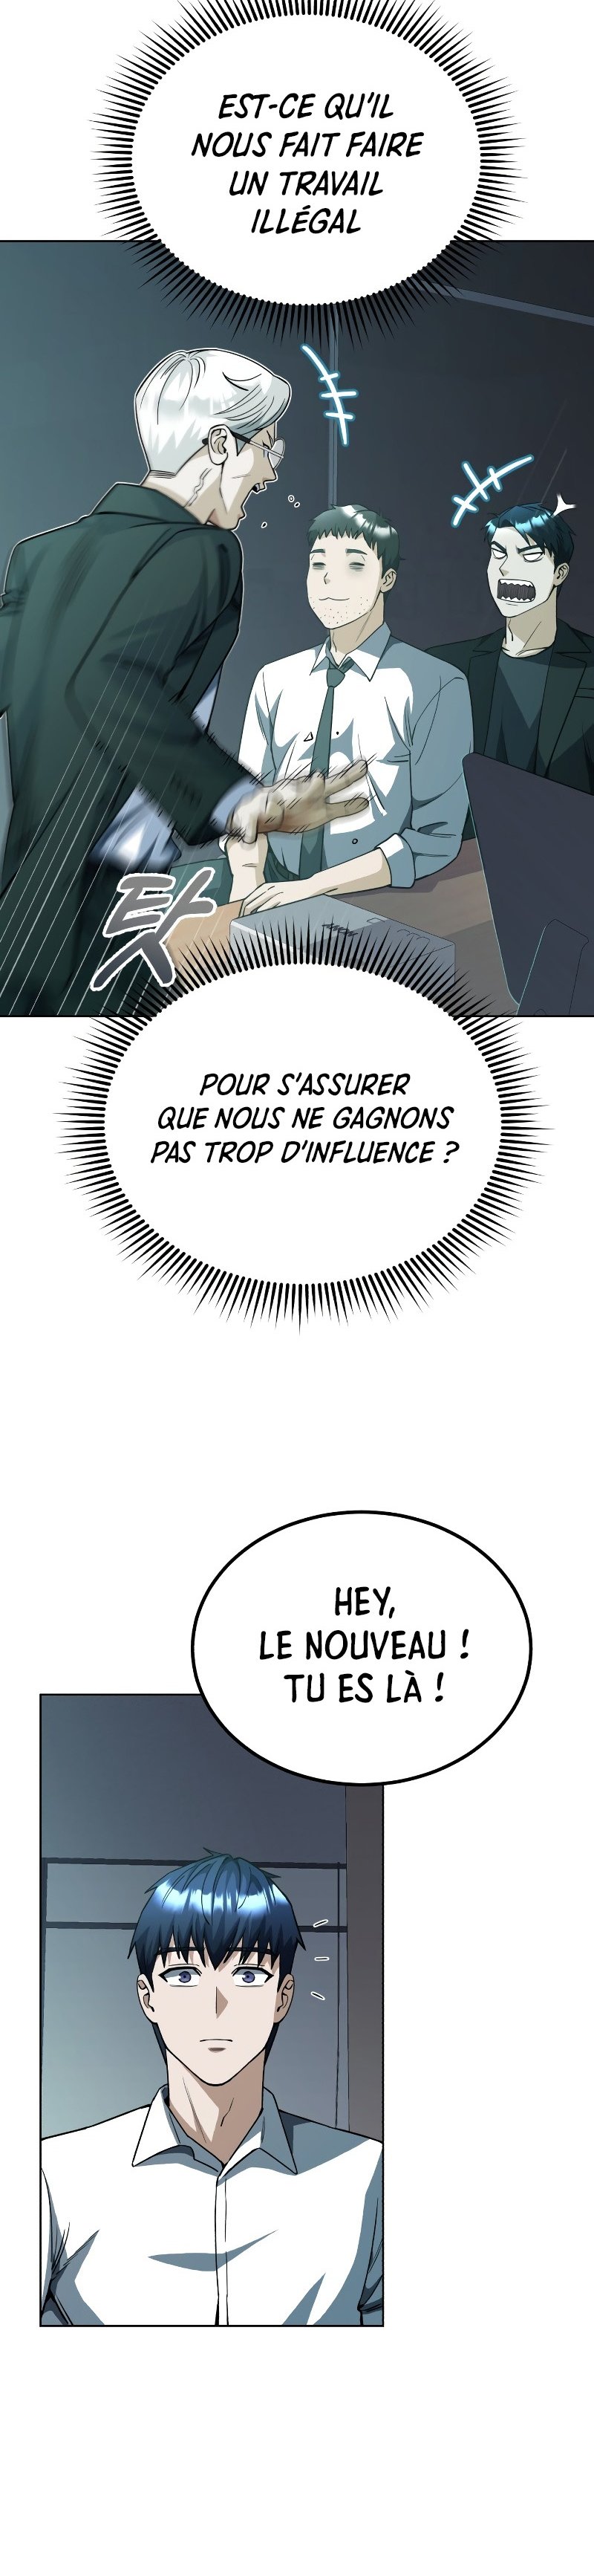 EST-CE QU'IL
NOUS FAIT FAIRE
UN TRAVAIL
ILLÉGAL
탓
POUR S'ASSURER
QUE NOUS NE GAGNONS
PAS TROP D'INFLUENCE ?
HEY,
LE NOUVEAU !
TU ES LÀ !